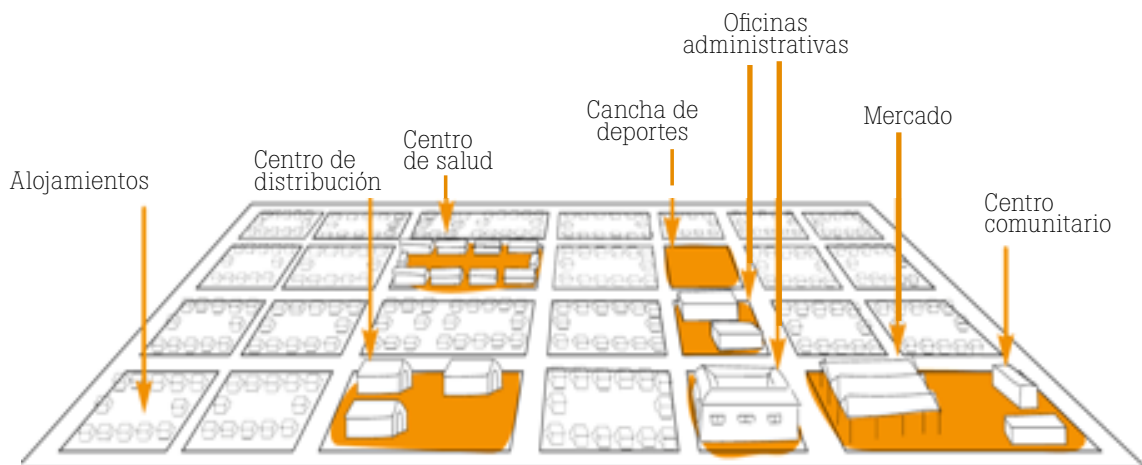 Oficinas
administrativas
Cancha de
deportes
Mercado
Centro
de salud
Centro de
distribución
Alojamientos
Centro
comunitario